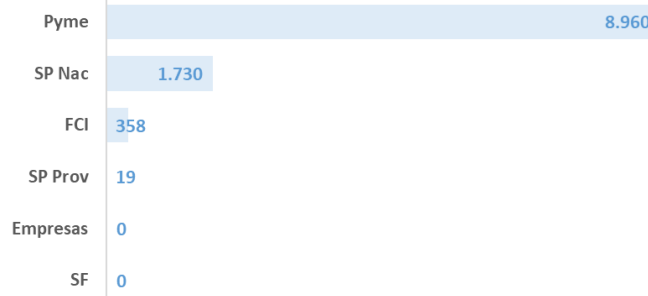 Pyme 8.960
SP Nac 1.730
FCI 358
SP Prov 19
Empresas 0
SF 0